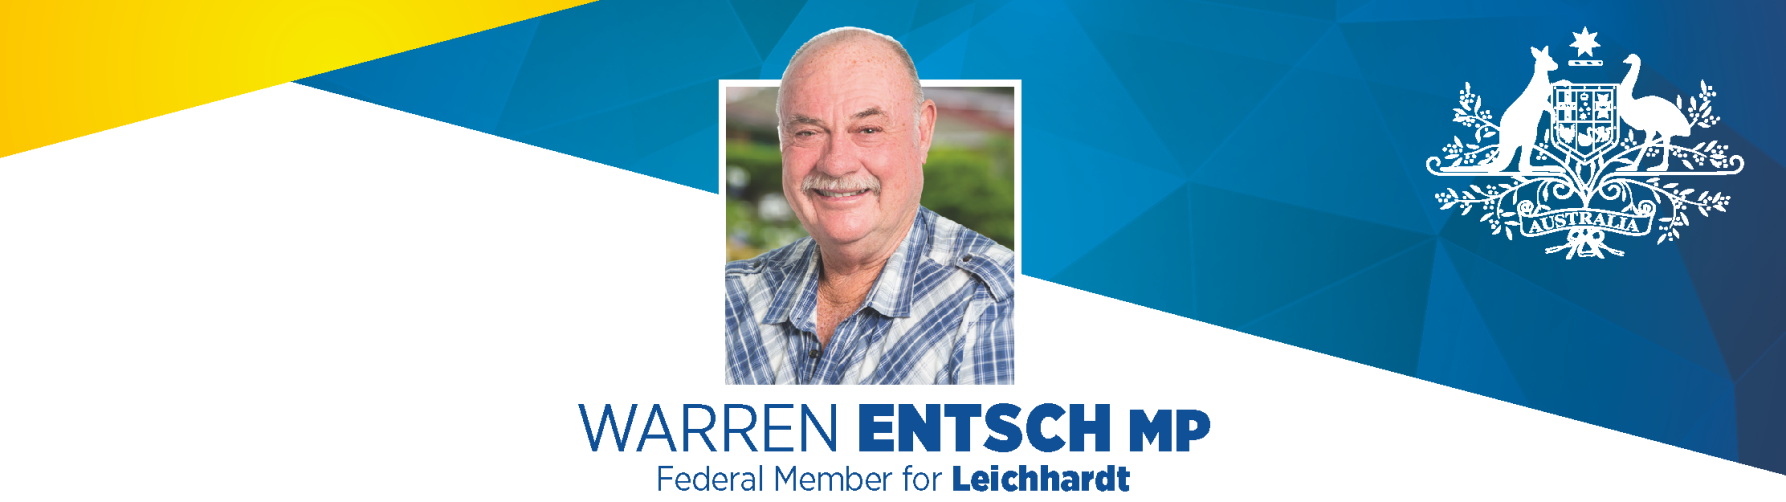 AUSTRALIA
WARREN ENTSCH MP
Federal Member for Leichhardt